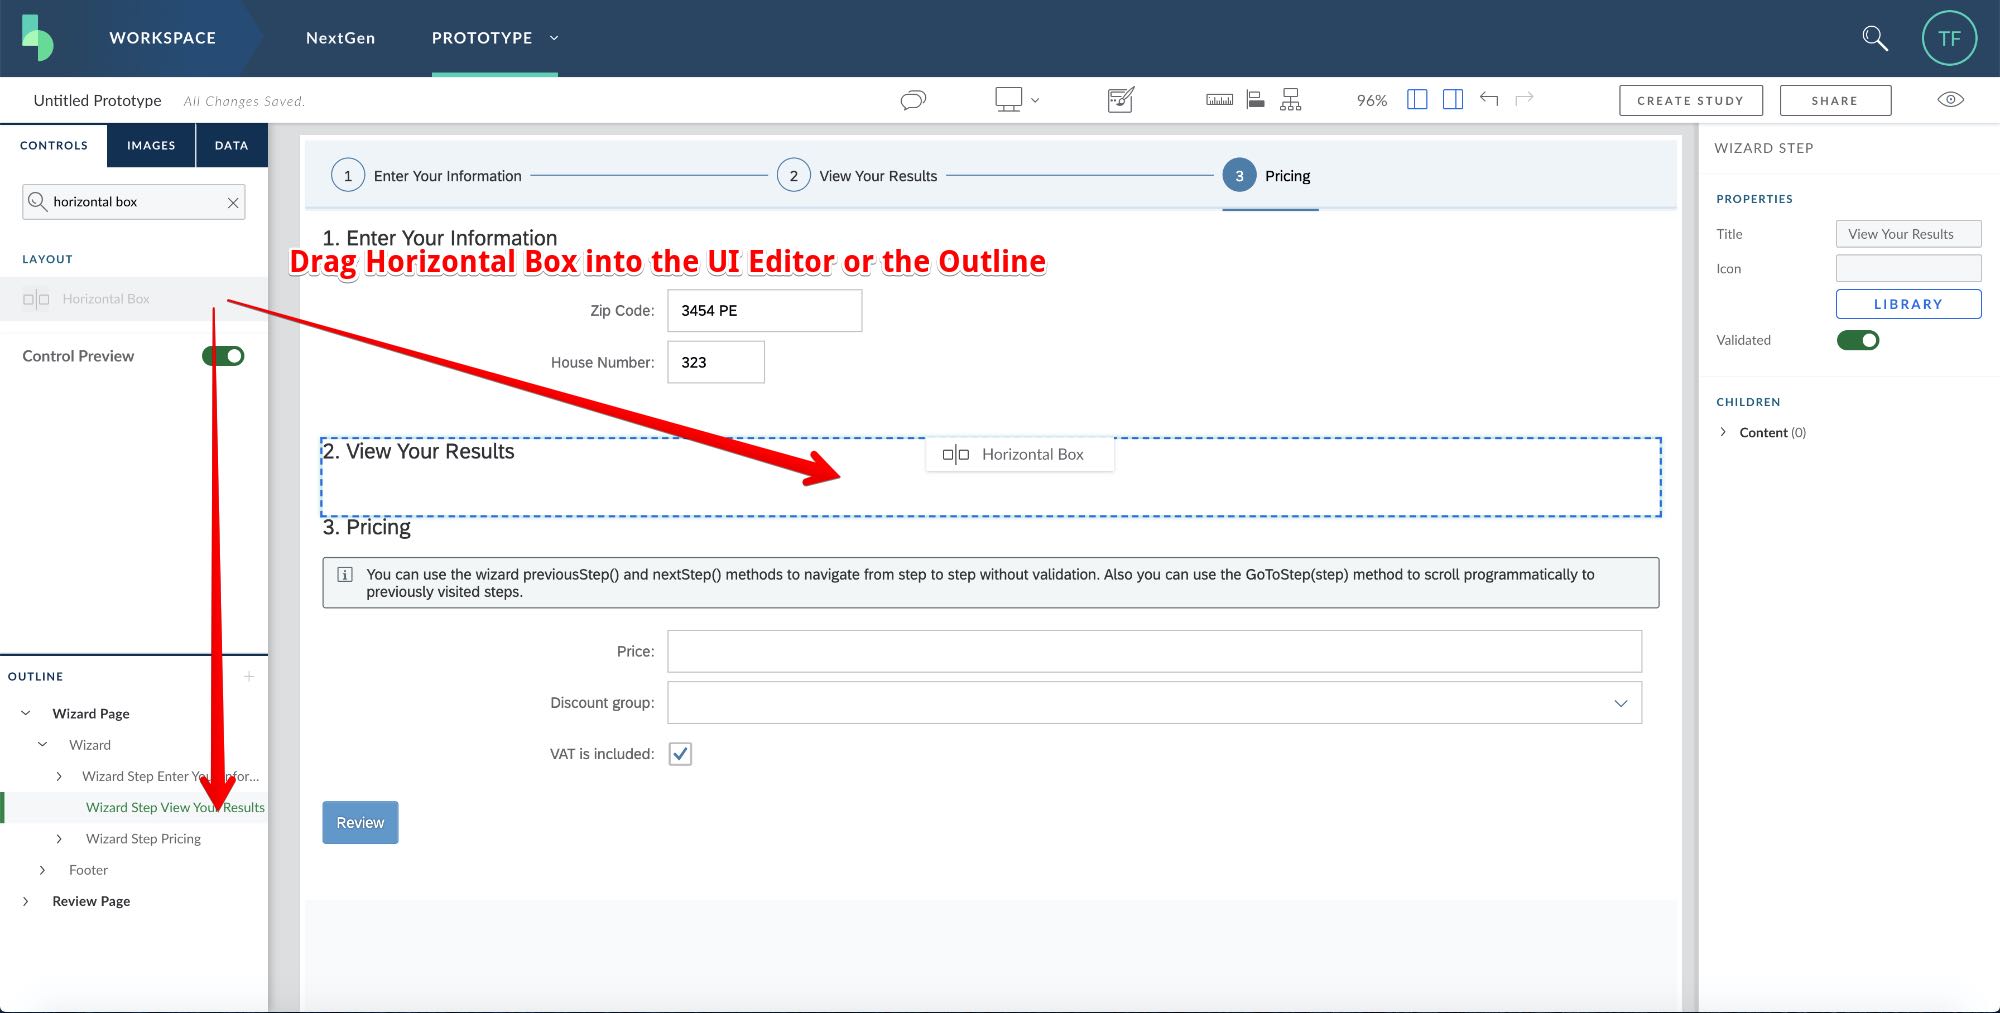 WORKSPACE
NextGen
PROTOTYPE
TF
Untitled Prototype
All Changes Saved.
96%
CREATE STUDY
SHARE
CONTROLS
IMAGES
DATA
horizontal box
LAYOUT
Horizontal Box
Control Preview
OUTLINE
Wizard Page
Wizard
Wizard Step Enter Your Infor...
Wizard Step View Your Results
Wizard Step Pricing
Footer
Review Page
1 Enter Your Information
2 View Your Results
3 Pricing
1. Enter Your Information
Drag Horizontal Box into the UI Editor or the Outline
Zip Code: 3454 PE
House Number: 323
2. View Your Results
Horizontal Box
3. Pricing
You can use the wizard previousStep() and nextStep() methods to navigate from step to step without validation. Also you can use the GoToStep(step) method to scroll programmatically to
previously visited steps.
Price:
Discount group:
VAT is included:
Review
WIZARD STEP
PROPERTIES
Title View Your Results
Icon
LIBRARY
Validated
CHILDREN
Content (0)